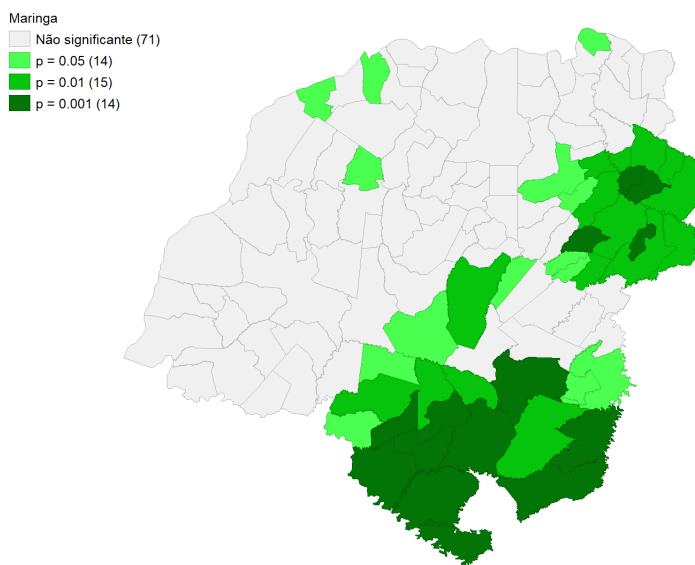 Maringa
Não significante (71)
p = 0.05 (14)
p = 0.01 (15)
p = 0.001 (14)